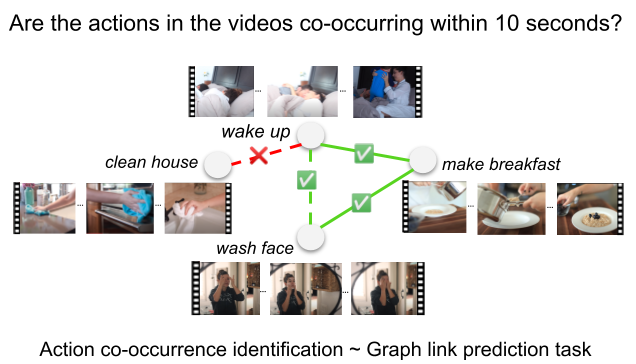 Are the actions in the videos co-occurring within 10 seconds?
... ...
wake up
clean house
make breakfast
... ...
... ...
wash face
... ...
Action co-occurrence identification ~ Graph link prediction task